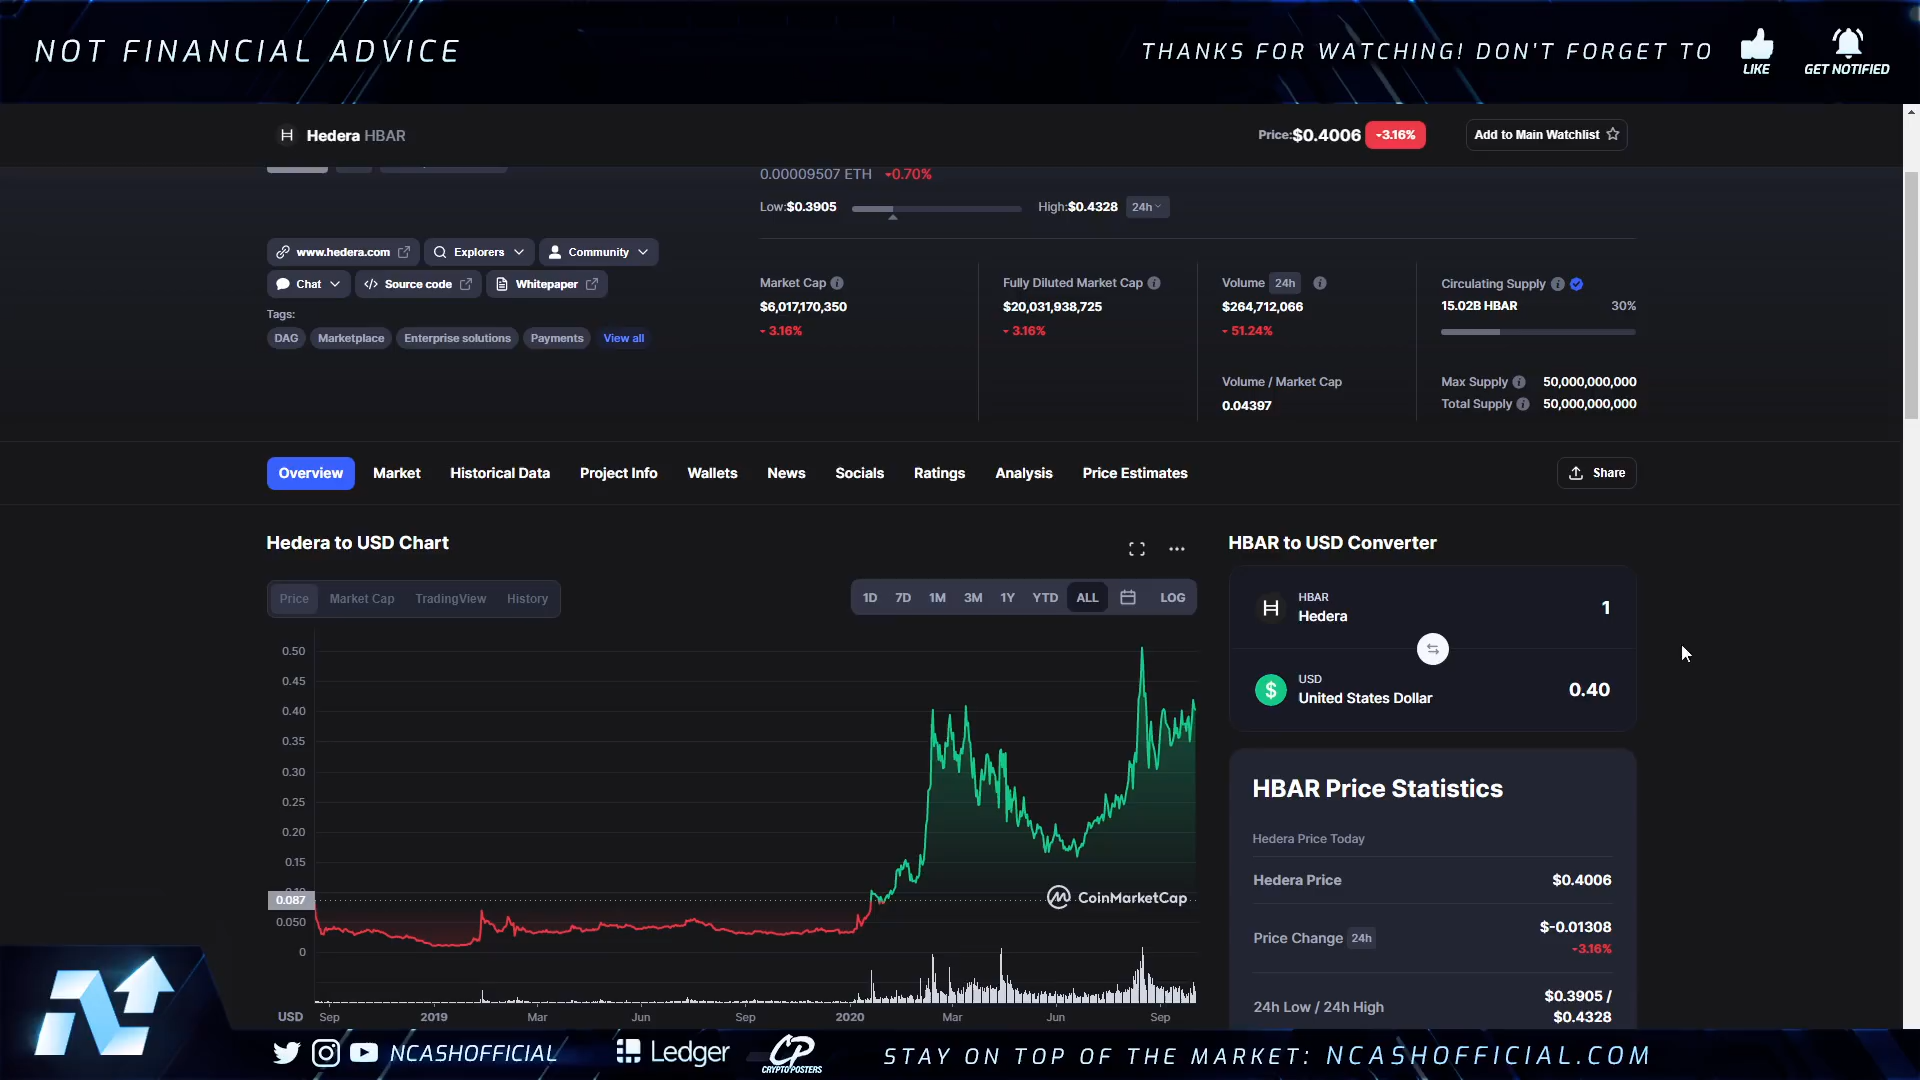 NOT FINANCIAL ADVICE
THANKS FOR WATCHING! DON'T FORGET TO
LIKE
GET NOTIFIED
Hedera HBAR
Price:$0.4006 -3.16%
Add to Main Watchlist
0.00009507 ETH -0.70%
Low:$0.3905
High:$0.4328 24h
www.hedera.com
Explorers
Community
Chat
Source code
Whitepaper
Tags:
DAG
Marketplace
Enterprise solutions
Payments
View all
Market Cap
$6,017,170,350
3.16%
Fully Diluted Market Cap
$20,031,938,725
3.16%
Volume 24h
$264,712,066
51.24%
Volume / Market Cap
0.04397
Circulating Supply
15.02B HBAR 30%
Max Supply 50,000,000,000
Total Supply 50,000,000,000
Overview
Market
Historical Data
Project Info
Wallets
News
Socials
Ratings
Analysis
Price Estimates
Share
Hedera to USD Chart
Price
Market Cap
TradingView
History
1D
7D
1M
3M
1Y
YTD
ALL
LOG
0.50
0.45
0.40
0.35
0.30
0.25
0.20
0.15
0.10
0.087
0.050
0
CoinMarketCap
USD
Sep
2019
Mar
Jun
Sep
2020
Mar
Jun
Sep
HBAR to USD Converter
HBAR
Hedera
1
USD
United States Dollar
0.40
HBAR Price Statistics
Hedera Price Today
Hedera Price $0.4006
Price Change 24h $-0.01308
-3.16%
24h Low / 24h High $0.3905 /
$0.4328
NCASHOFFICIAL
Ledger
CP
CRYPTO POSTERS
STAY ON TOP OF THE MARKET: NCASHOFFICIAL.COM